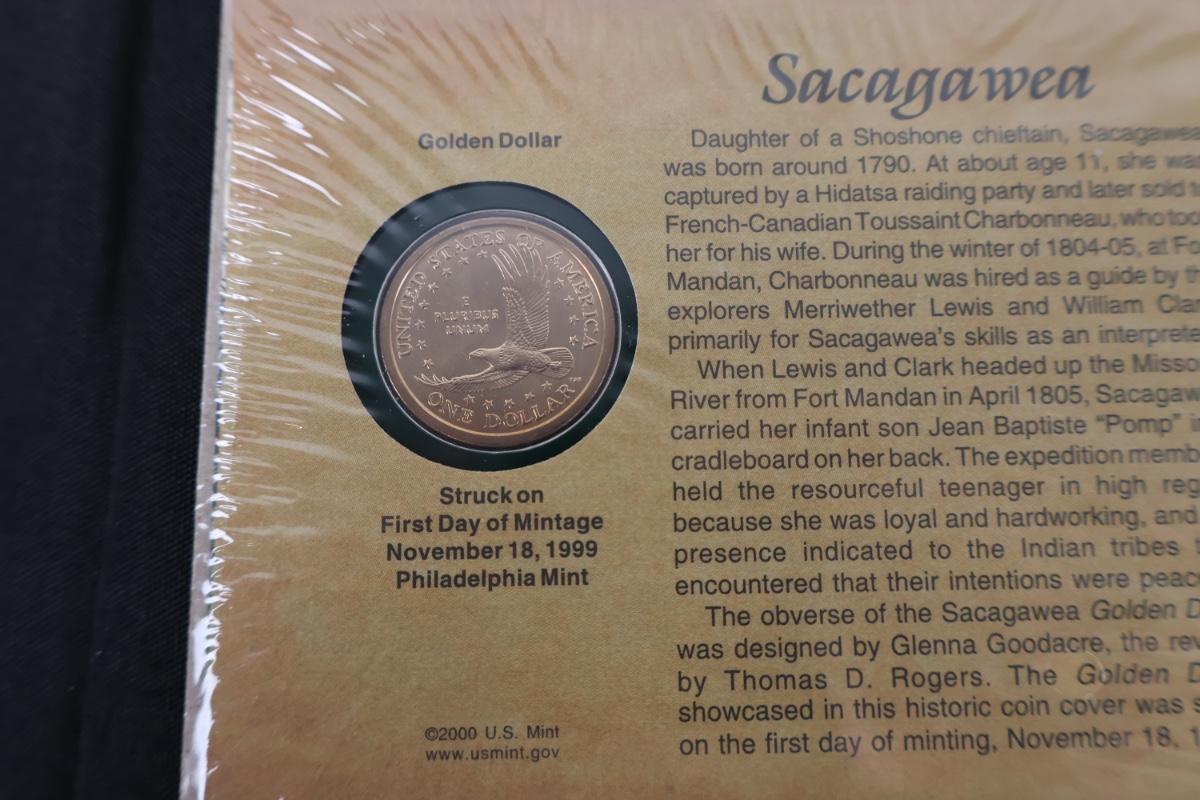 Sacagawea
Golden Dollar
UNITED STATES OF AMERICA
E
PLURIBUS
UNUM
ONE DOLLAR
Struck on
First Day of Mintage
November 18, 1999
Philadelphia Mint
©2000 U.S. Mint
www.usmint.gov
Daughter of a Shoshone chieftain, Sacagawea
was born around 1790. At about age 11, she was
captured by a Hidatsa raiding party and later sold
French-Canadian Toussaint Charbonneau, who
her for his wife. During the winter of 1804-05, at
Mandan, Charbonneau was hired as a guide by
explorers Merriwether Lewis and William
primarily for Sacagawea's skills as an
When Lewis and Clark headed up the
River from Fort Mandan in April 1805,
carried her infant son Jean Baptiste "Pomp"
cradleboard on her back. The expedition
held the resourceful teenager in high
because she was loyal and hardworking, and
presence indicated to the Indian tribes
encountered that their intentions were
The obverse of the Sacagawea Golden
was designed by Glenna Goodacre, the
by Thomas D. Rogers. The Golden
showcased in this historic coin cover was
on the first day of minting, November 18,